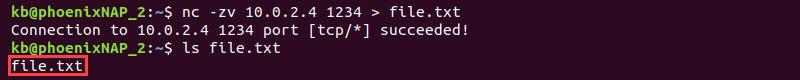 kb@phoenixNAP_2:~$ nc -zv 10.0.2.4 1234 > file.txt
Connection to 10.0.2.4 1234 port [tcp/*] succeeded!
kb@phoenixNAP_2:~$ ls file.txt
file.txt